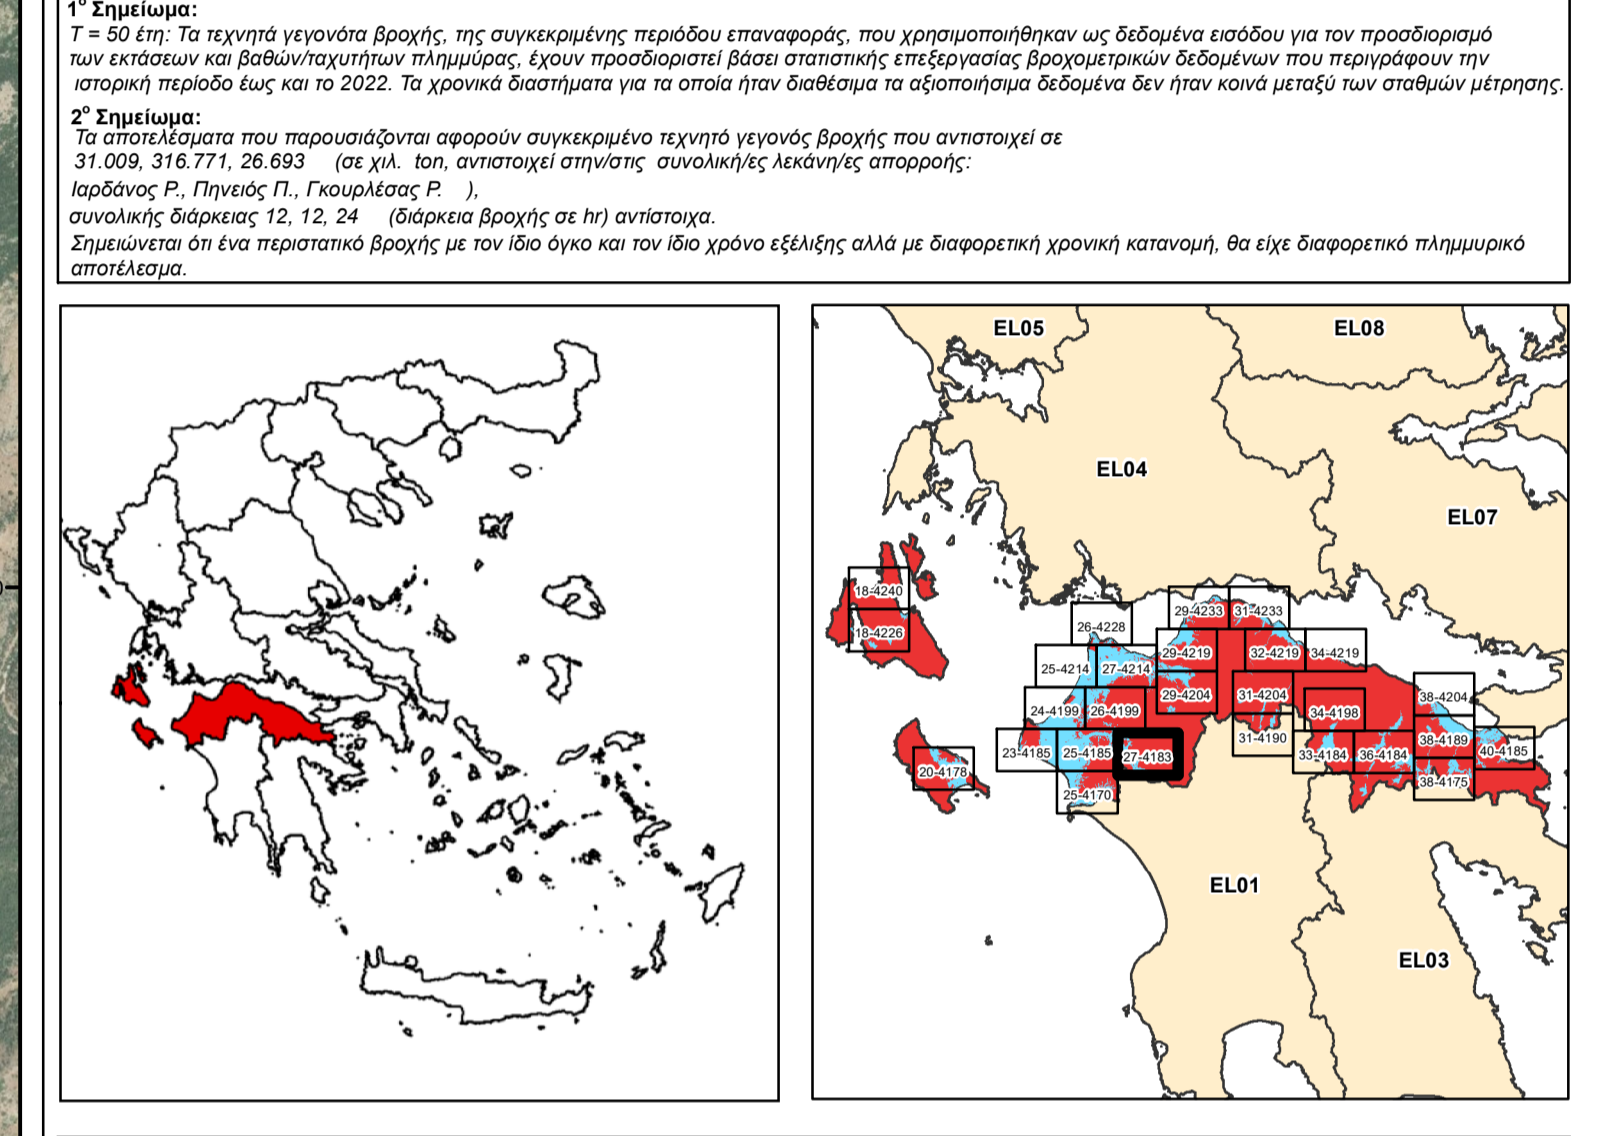 1ο Σημείωμα:
T = 50 έτη: Τα τεχνητά γεγονότα βροχής, της συγκεκριμένης περιόδου επαναφοράς, που χρησιμοποιήθηκαν ως δεδομένα εισόδου για τον προσδιορισμό
των εκτάσεων και βαθών/ταχυτήτων πλημμύρας, έχουν προσδιοριστεί βάσει στατιστικής επεξεργασίας βροχομετρικών δεδομένων που περιγράφουν την
ιστορική περίοδο έως και το 2022. Τα χρονικά διαστήματα για τα οποία ήταν διαθέσιμα τα αξιοποιήσιμα δεδομένα δεν ήταν κοινά μεταξύ των σταθμών μέτρησης.
2ο Σημείωμα:
Τα αποτελέσματα που παρουσιάζονται αφορούν συγκεκριμένο τεχνητό γεγονός βροχής που αντιστοιχεί σε
31.009, 316.771, 26.693 (σε χιλ. ton, αντιστοιχεί στην/στις συνολική/ες λεκάνη/ες απορροής:
Ιαρδάνος Ρ., Πηνειός Π., Γκουρλέσας Ρ. ),
συνολικής διάρκειας 12, 12, 24 (διάρκεια βροχής σε hr) αντίστοιχα.
Σημειώνεται ότι ένα περιστατικό βροχής με τον ίδιο όγκο και τον ίδιο χρόνο εξέλιξης αλλά με διαφορετική χρονική κατανομή, θα είχε διαφορετικό πλημμυρικό
αποτέλεσμα.
EL05
EL08
EL04
EL07
18-4240
18-4226
29-4233
31-4233
26-4228
29-4219
32-4219
34-4219
25-4214
27-4214
29-4204
31-4204
38-4204
24-4199
26-4199
34-4198
31-4190
38-4189
23-4185
25-4185
27-4183
33-4184
36-4184
40-4185
20-4178
25-4170
38-4175
EL01
EL03